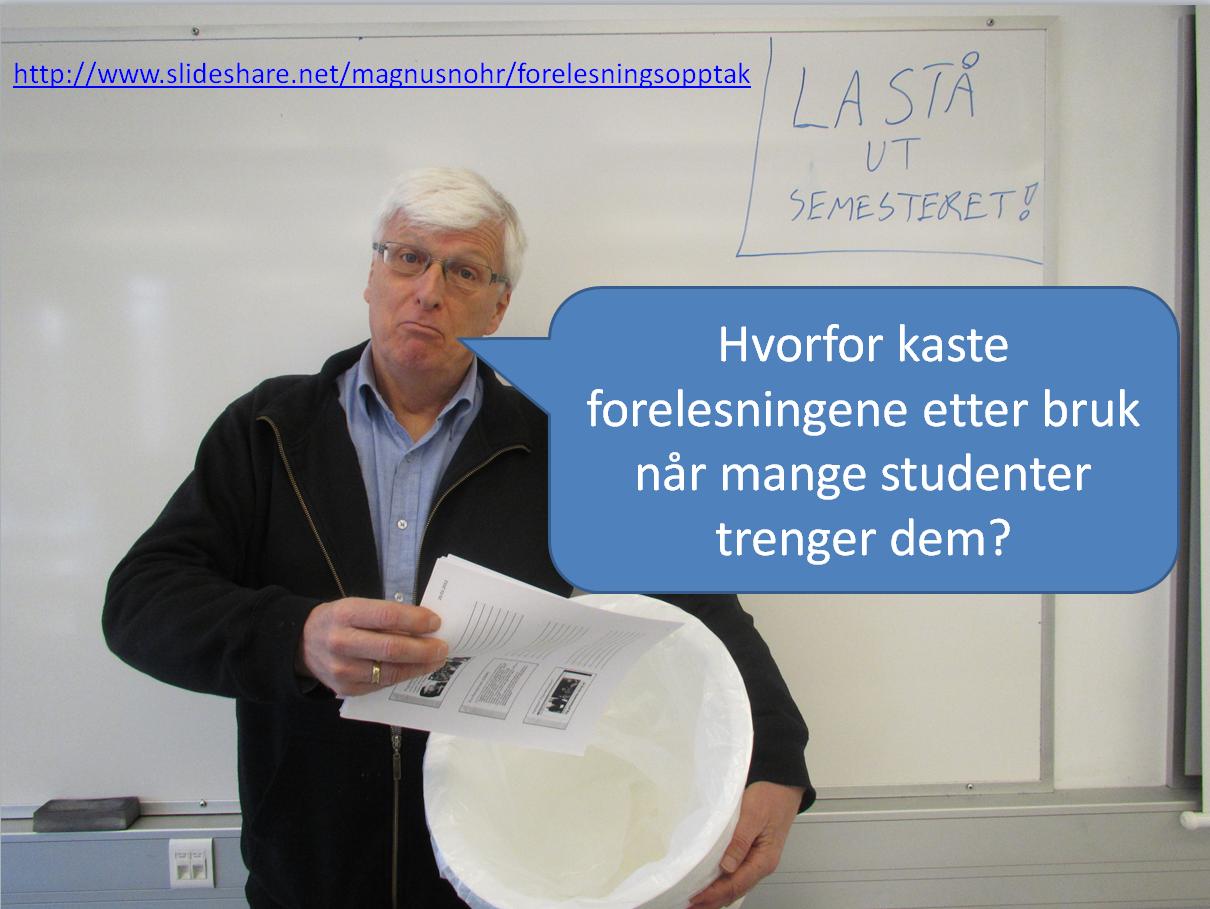 http://www.slideshare.net/magnusnohr/forelesningsopptak
LA STÅ
UT
SEMESTERET!
Hvorfor kaste
forelesningene etter bruk
når mange studenter
trenger dem?